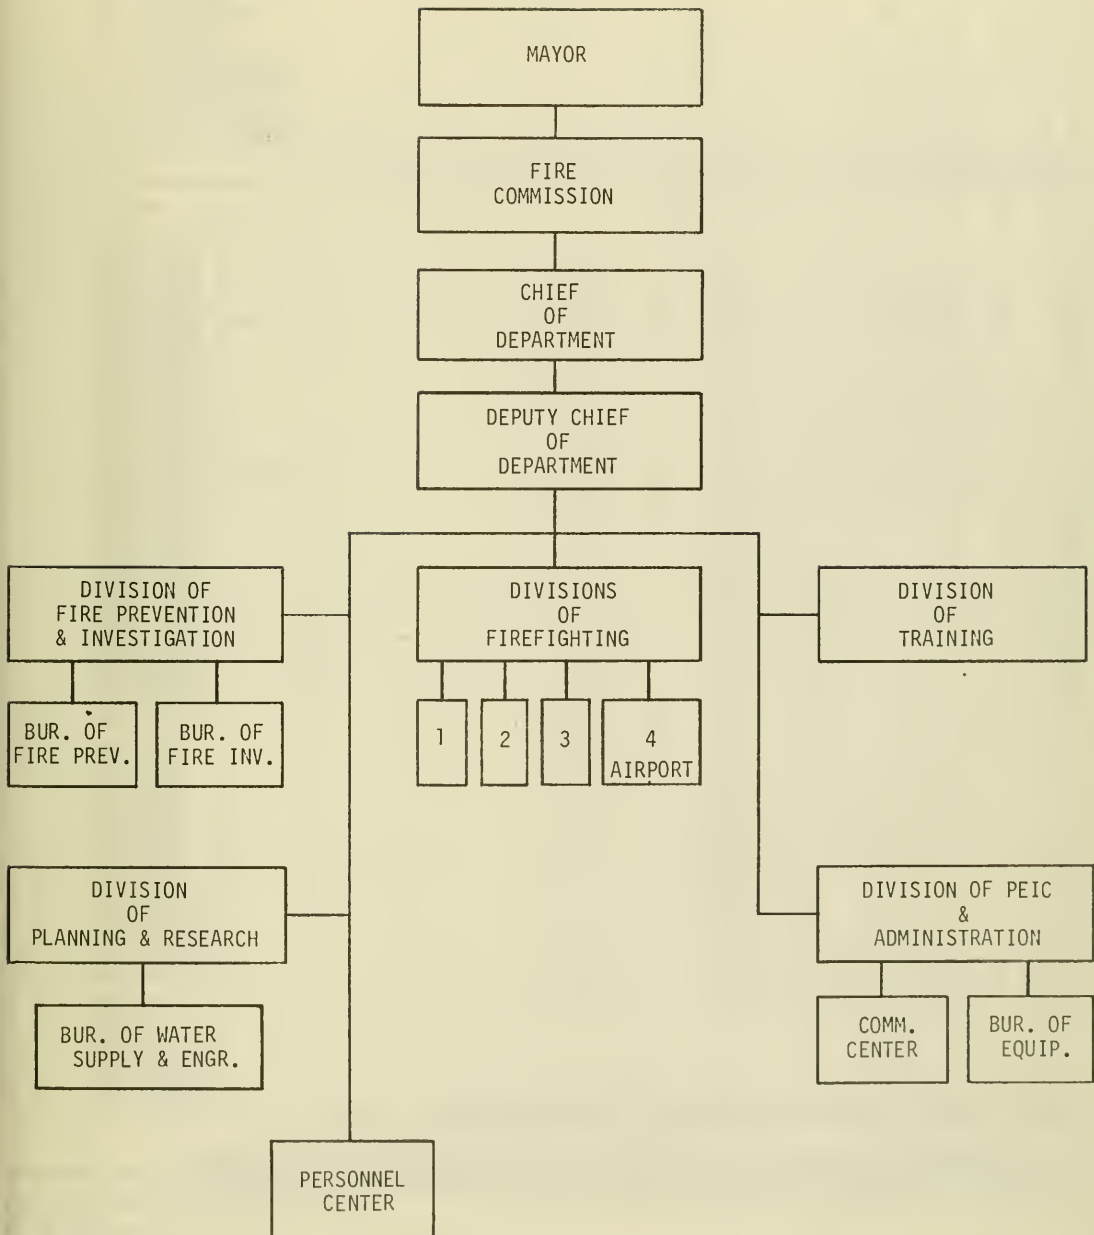 MAYOR
FIRE
COMMISSION
CHIEF
OF
DEPARTMENT
DEPUTY CHIEF
OF
DEPARTMENT
DIVISION OF
FIRE PREVENTION
& INVESTIGATION
DIVISIONS
OF
FIREFIGHTING
DIVISION
OF
TRAINING
BUR. OF
FIRE PREV.
BUR. OF
FIRE INV.
1
2
3
4
AIRPORT
DIVISION
OF
PLANNING & RESEARCH
DIVISION OF PEIC
&
ADMINISTRATION
BUR. OF WATER
SUPPLY & ENGR.
COMM.
CENTER
BUR. OF
EQUIP.
PERSONNEL
CENTER